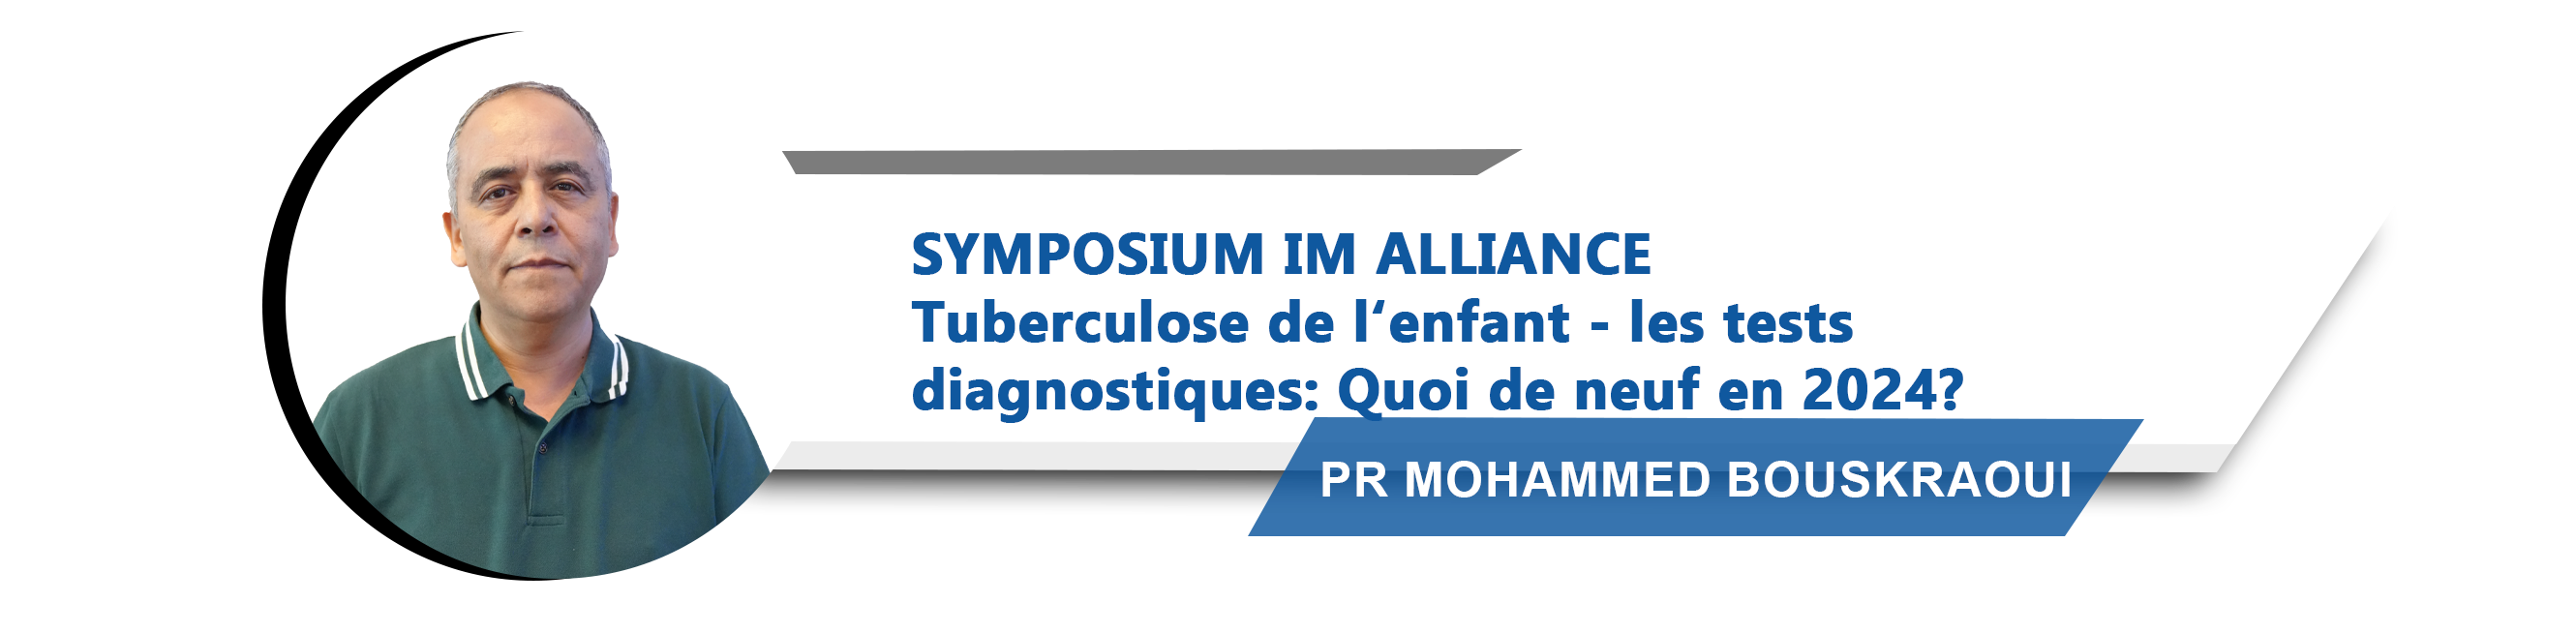 SYMPOSIUM IM ALLIANCE
Tuberculose de l‘enfant - les tests
diagnostiques: Quoi de neuf en 2024?
PR MOHAMMED BOUSKRAOUI